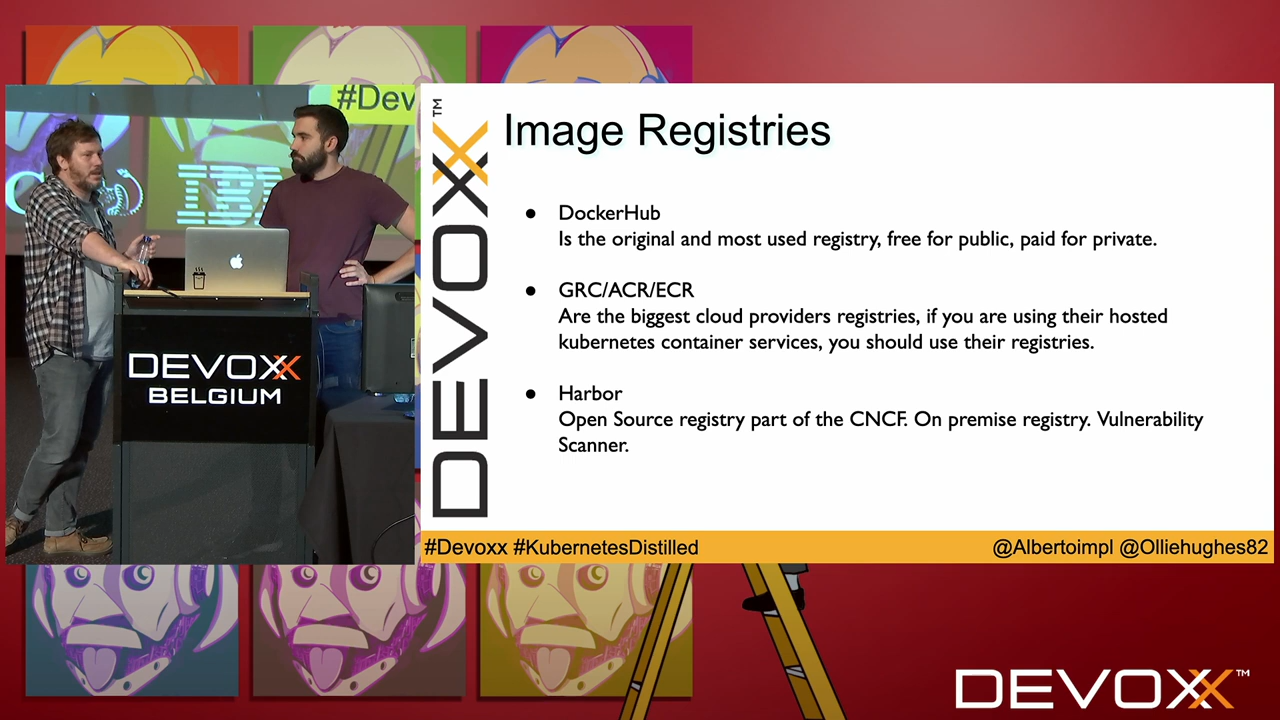 #Dev
IBM
DEVOXX
BELGIUM
DEVOXX™
Image Registries
● DockerHub
Is the original and most used registry, free for public, paid for private.
● GRC/ACR/ECR
Are the biggest cloud providers registries, if you are using their hosted
kubernetes container services, you should use their registries.
● Harbor
Open Source registry part of the CNCF. On premise registry. Vulnerability
Scanner.
#Devoxx #KubernetesDistilled
@Albertoimpl @Olliehughes82
DEVOXX™